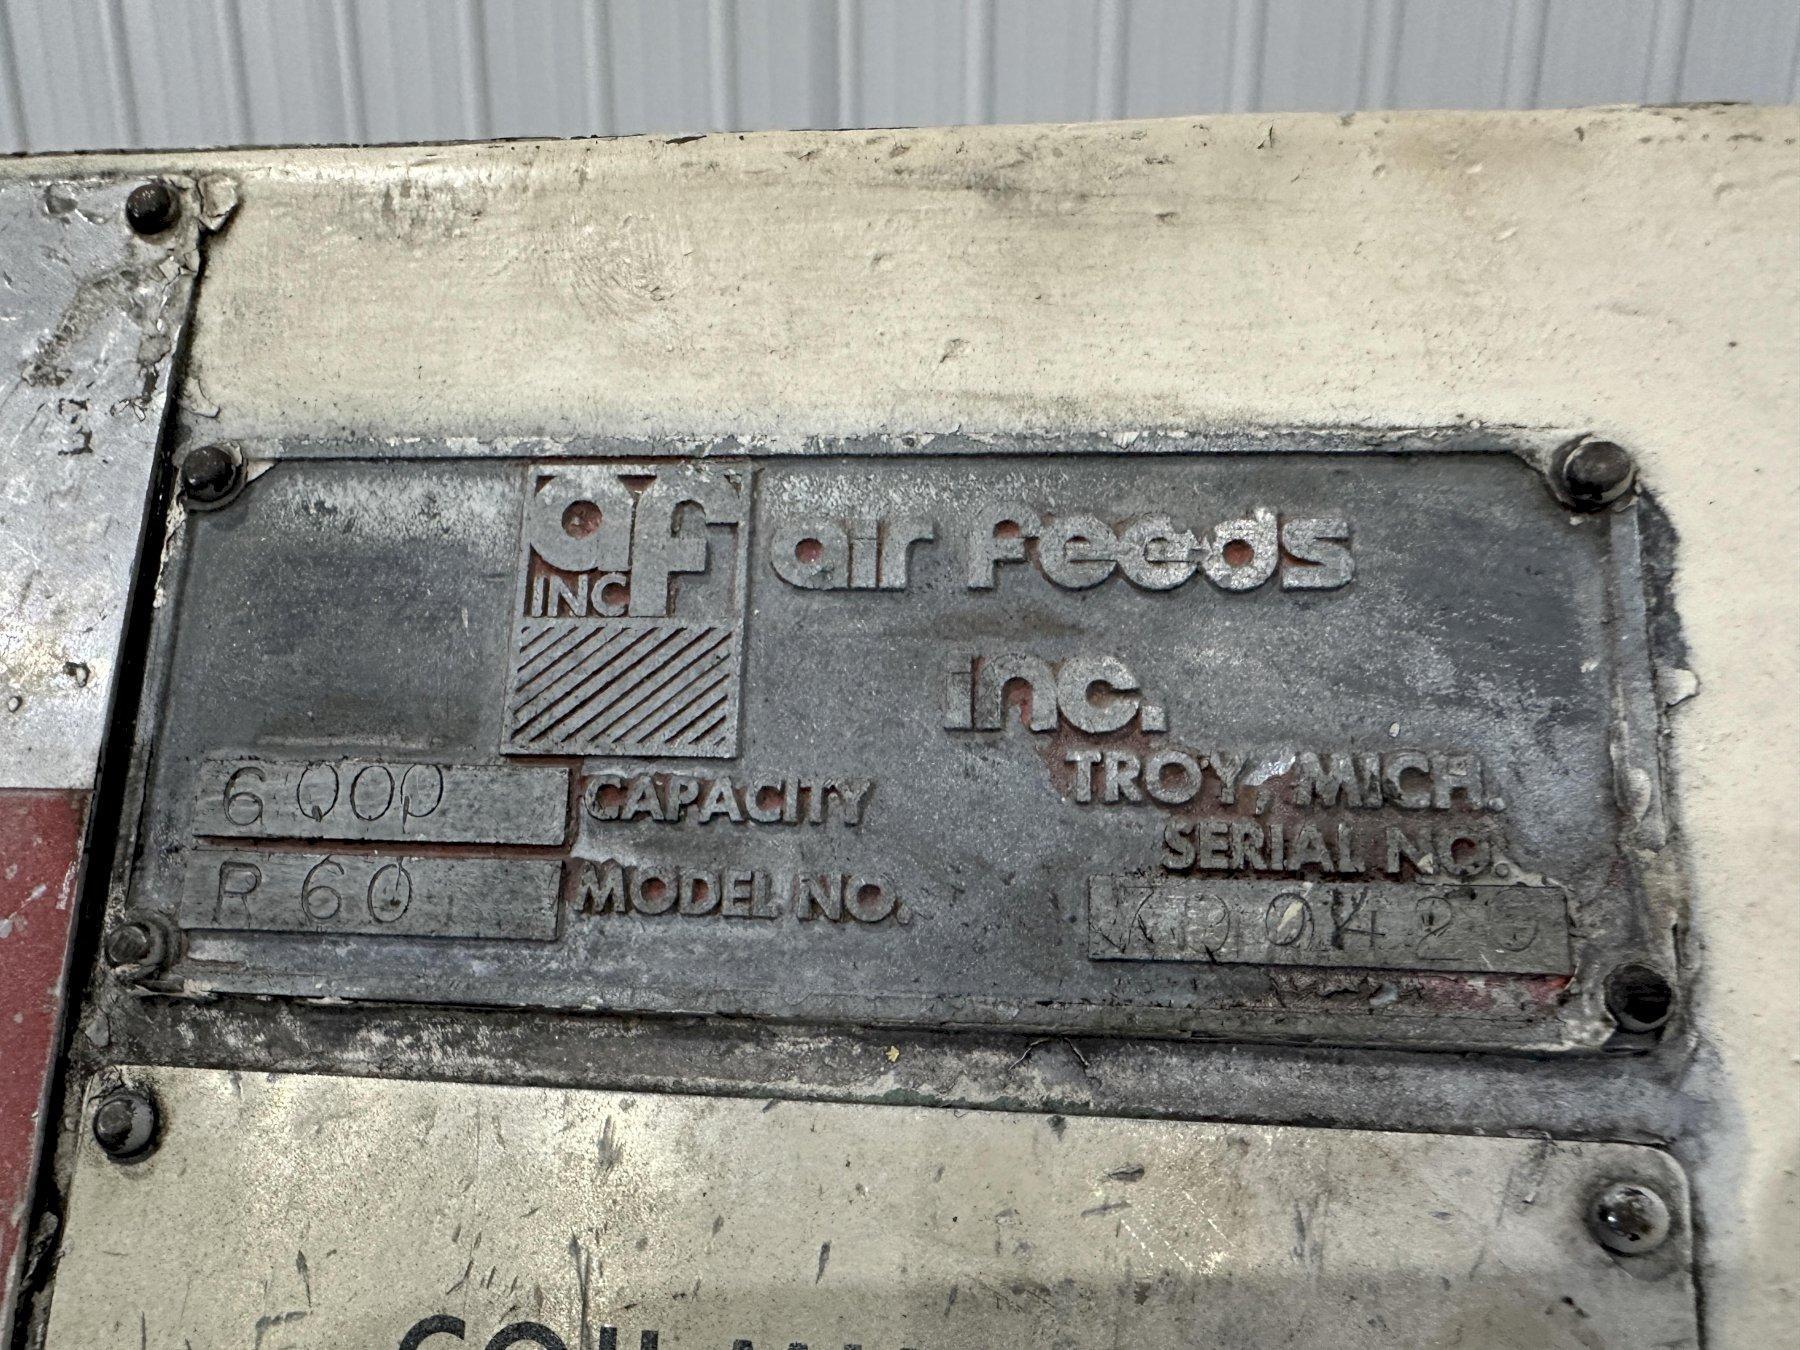 af
INC
air feeds
inc.
TROY, MICH.
6000 CAPACITY
SERIAL NO.
R 60 MODEL NO.